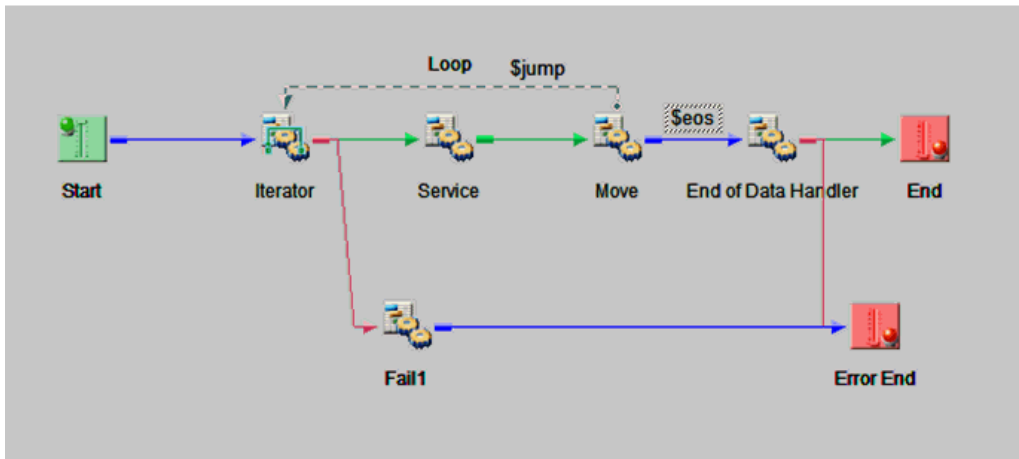 Loop $jump
$eos
Start Iterator Service Move End of Data Handler End
Fail1 Error End